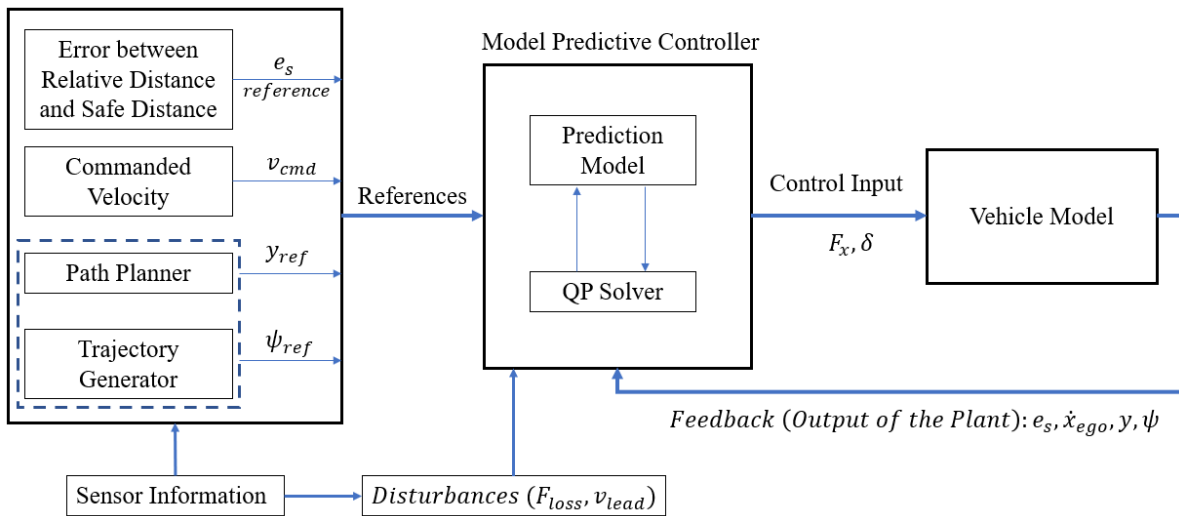 Error between
Relative Distance
and Safe Distance
e_s
reference
Commanded
Velocity
v_cmd
Path Planner
y_ref
Trajectory
Generator
ψ_ref
References
Model Predictive Controller
Prediction
Model
QP Solver
Control Input
F_x, δ
Vehicle Model
Feedback (Output of the Plant): e_s, ẋ_ego, y, ψ
Sensor Information
Disturbances (F_loss, v_lead)